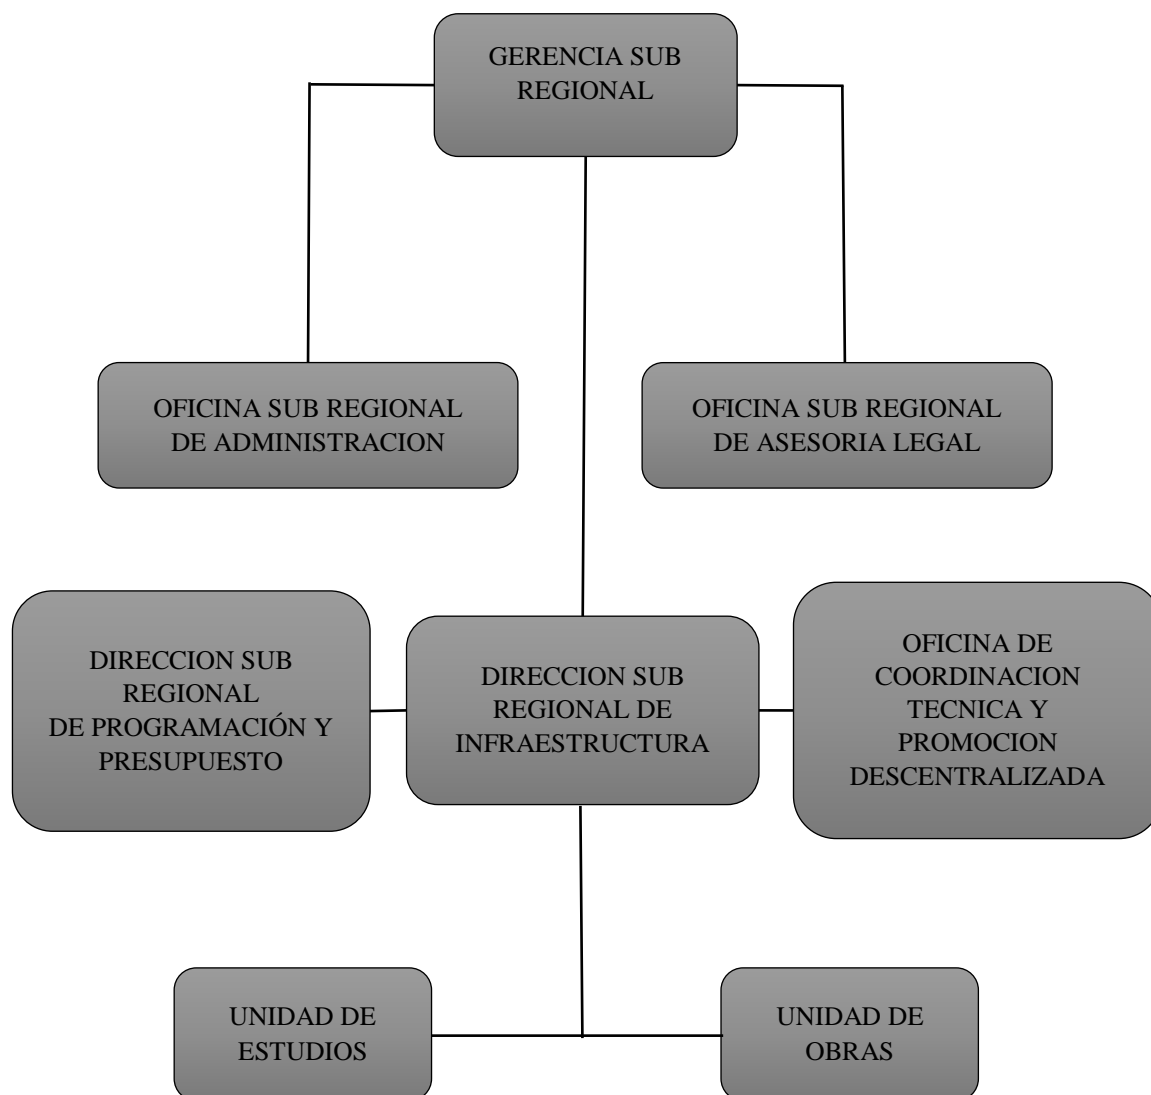 GERENCIA SUB
REGIONAL
OFICINA SUB REGIONAL
DE ADMINISTRACION
OFICINA SUB REGIONAL
DE ASESORIA LEGAL
DIRECCION SUB
REGIONAL
DE PROGRAMACIÓN Y
PRESUPUESTO
DIRECCION SUB
REGIONAL DE
INFRAESTRUCTURA
OFICINA DE
COORDINACION
TECNICA Y
PROMOCION
DESCENTRALIZADA
UNIDAD DE
ESTUDIOS
UNIDAD DE
OBRAS